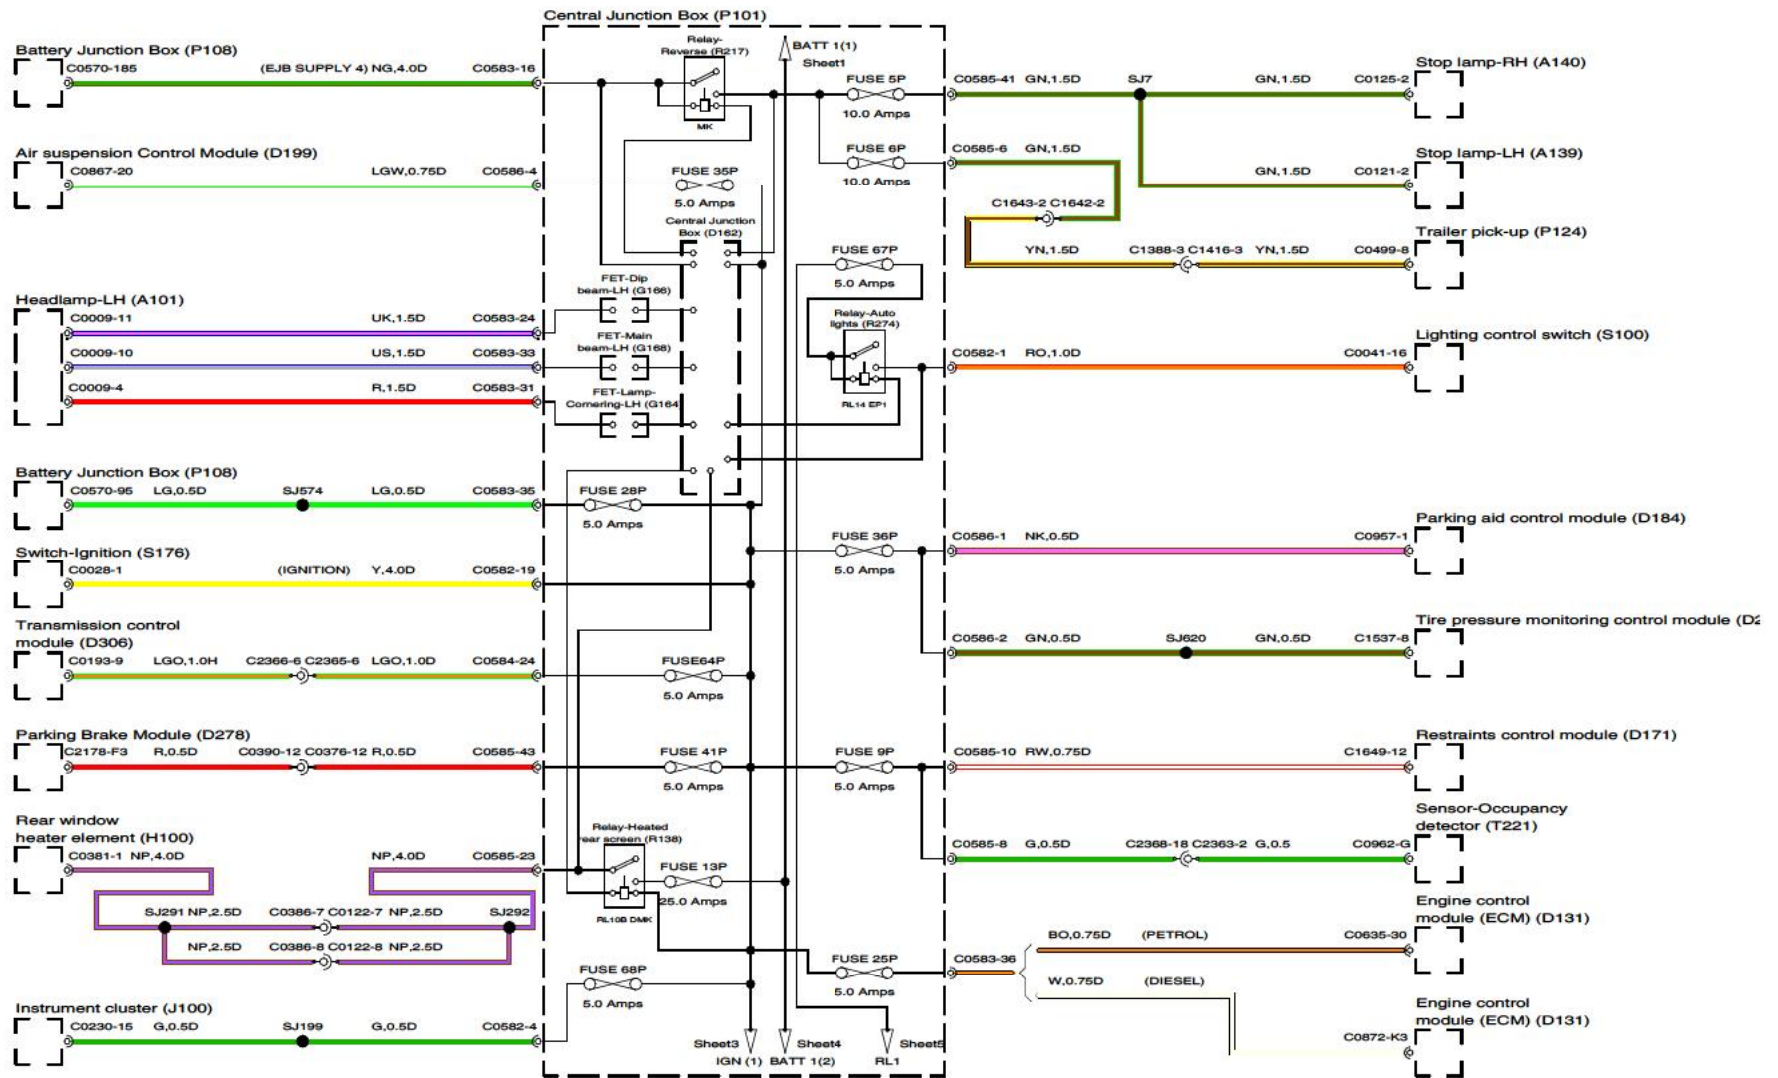 Central Junction Box (P101)
Battery Junction Box (P108)
C0570-185 (EJB SUPPLY 4) NG,4.0D C0583-16
Relay-
Reverse (R217)
MK
BATT 1(1)
Sheet1
FUSE 5P
10.0 Amps
C0585-41 GN,1.5D SJ7 GN,1.5D C0125-2
Stop lamp-RH (A140)
Air suspension Control Module (D199)
C0867-20 LGW,0.75D C0586-4
FUSE 35P
5.0 Amps
FUSE 6P
10.0 Amps
C0585-6 GN,1.5D
GN,1.5D C0121-2
Stop lamp-LH (A139)
C1643-2 C1642-2
Central Junction
Box (D162)
YN,1.5D C1388-3 C1416-3 YN,1.5D C0499-8
Trailer pick-up (P124)
FUSE 67P
5.0 Amps
Headlamp-LH (A101)
C0009-11 UK,1.5D C0583-24
FET-Dip
beam-LH (G166)
C0009-10 US,1.5D C0583-33
FET-Main
beam-LH (G168)
C0009-4 R,1.5D C0583-31
FET-Lamp-
Cornering-LH (G164
Relay-Auto
lights (R274)
RL14 EP1
C0582-1 RO,1.0D C0041-16
Lighting control switch (S100)
Battery Junction Box (P108)
C0570-95 LG,0.5D SJ574 LG,0.5D C0583-35
FUSE 28P
5.0 Amps
FUSE 36P
5.0 Amps
C0586-1 NK,0.5D C0957-1
Parking aid control module (D184)
Switch-Ignition (S176)
C0028-1 (IGNITION) Y,4.0D C0582-19
Transmission control
module (D306)
C0193-9 LGO,1.0H C2366-6 C2365-6 LGO,1.0D C0584-24
FUSE64P
5.0 Amps
C0586-2 GN,0.5D SJ620 GN,0.5D C1537-8
Tire pressure monitoring control module (D2
Parking Brake Module (D278)
C2178-F3 R,0.5D C0390-12 C0376-12 R,0.5D C0585-43
FUSE 41P
5.0 Amps
FUSE 9P
5.0 Amps
C0585-10 RW,0.75D C1649-12
Restraints control module (D171)
Rear window
heater element (H100)
C0381-1 NP,4.0D NP,4.0D C0585-23
SJ291 NP,2.5D C0386-7 C0122-7 NP,2.5D SJ292
NP,2.5D C0386-8 C0122-8 NP,2.5D
Relay-Heated
rear screen (R138)
RL10B DMK
FUSE 13P
25.0 Amps
C0585-8 G,0.5D C2368-18 C2363-2 G,0.5 C0962-G
Sensor-Occupancy
detector (T221)
FUSE 25P
5.0 Amps
C0583-36
BO,0.75D (PETROL) C0635-30
Engine control
module (ECM) (D131)
W,0.75D (DIESEL)
C0872-K3
Engine control
module (ECM) (D131)
Instrument cluster (J100)
C0230-15 G,0.5D SJ199 G,0.5D C0582-4
FUSE 68P
5.0 Amps
Sheet3 Sheet4 Sheet5
IGN (1) BATT 1(2) RL1